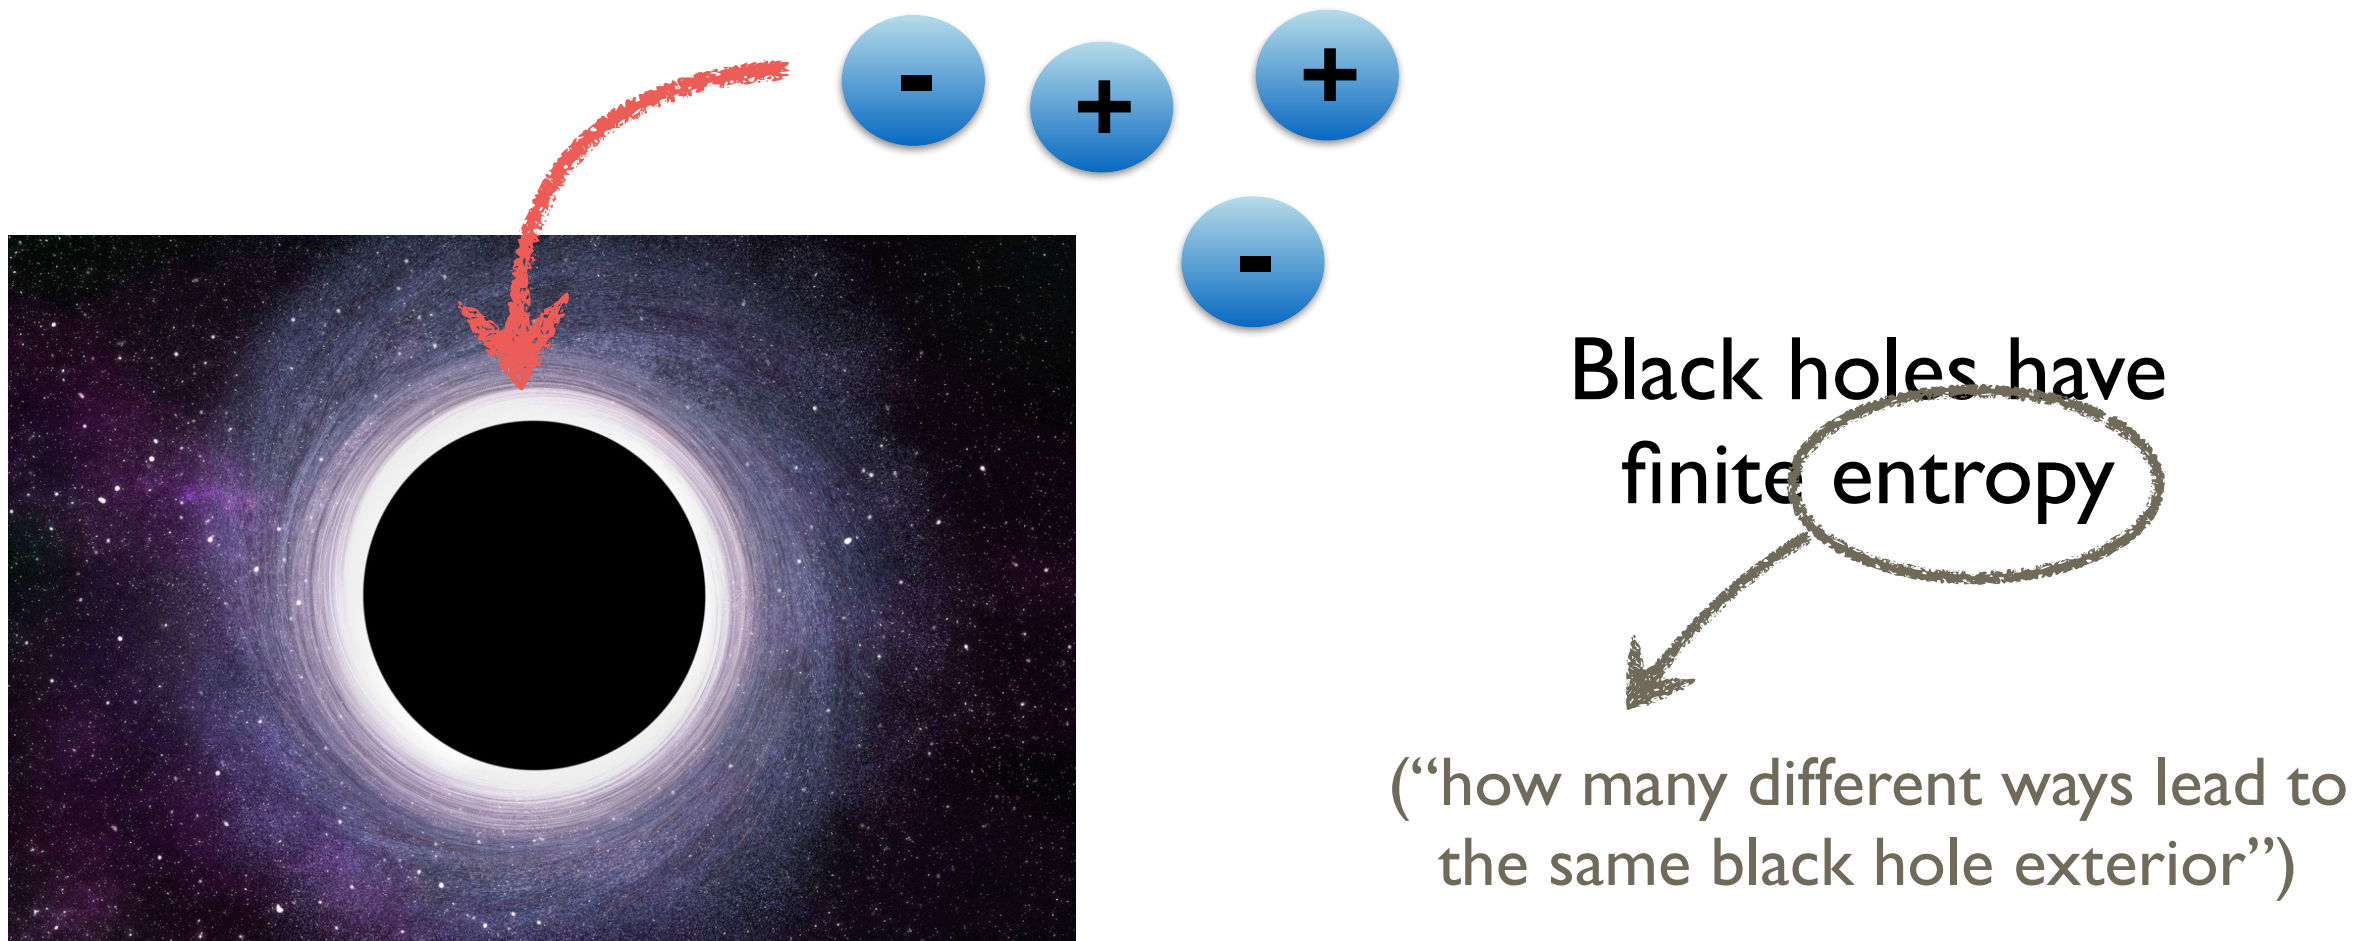 -
+
+
-
Black holes have
finite entropy
(“how many different ways lead to
the same black hole exterior”)